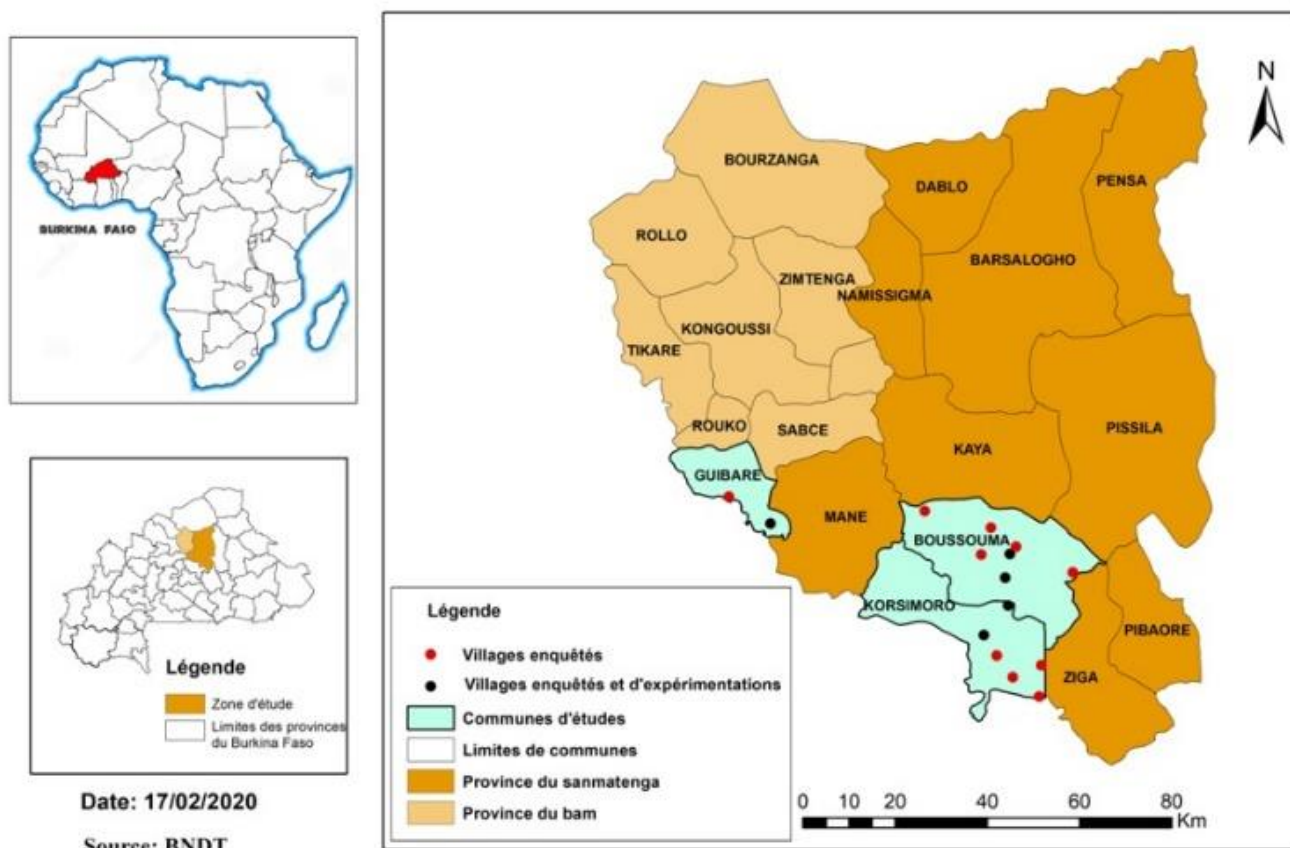 BURKINA FASO
Légende
Zone d'étude
Limites des provinces
du Burkina Faso
Date: 17/02/2020
Source: BNDT
N
BOURZANGA
DABLO
PENSA
ROLLO
BARSALOGHO
ZIMTENGA
NAMISSIGMA
KONGOUSSI
TIKARE
ROUKO
SABCE
PISSILA
KAYA
GUIBARE
MANE
BOUSSOUMA
KORSIMORO
PIBAORE
ZIGA
Légende
Villages enquêtés
Villages enquêtés et d'expérimentations
Communes d'études
Limites de communes
Province du sanmatenga
Province du bam
0 10 20 40 60 80
Km